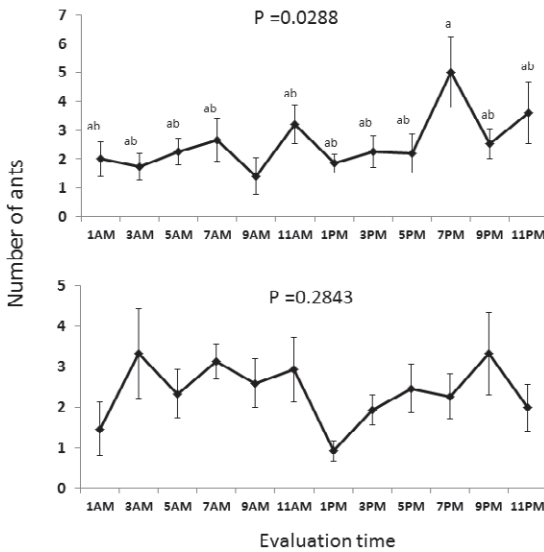 P =0.0288
7
6
5
4
3
2
1
0
ab ab ab ab ab ab ab ab a ab ab
1AM 3AM 5AM 7AM 9AM 11AM 1PM 3PM 5PM 7PM 9PM 11PM
Number of ants
P =0.2843
5
4
3
2
1
0
1AM 3AM 5AM 7AM 9AM 11AM 1PM 3PM 5PM 7PM 9PM 11PM
Evaluation time